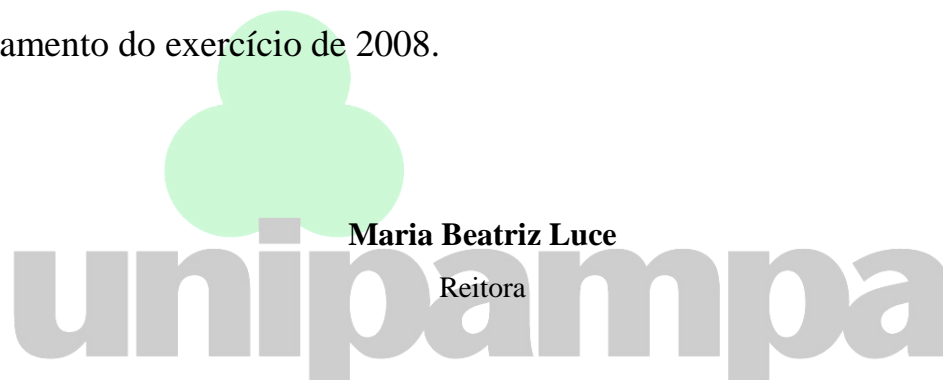 amento do exercício de 2008.
Maria Beatriz Luce
Reitora
unipampa